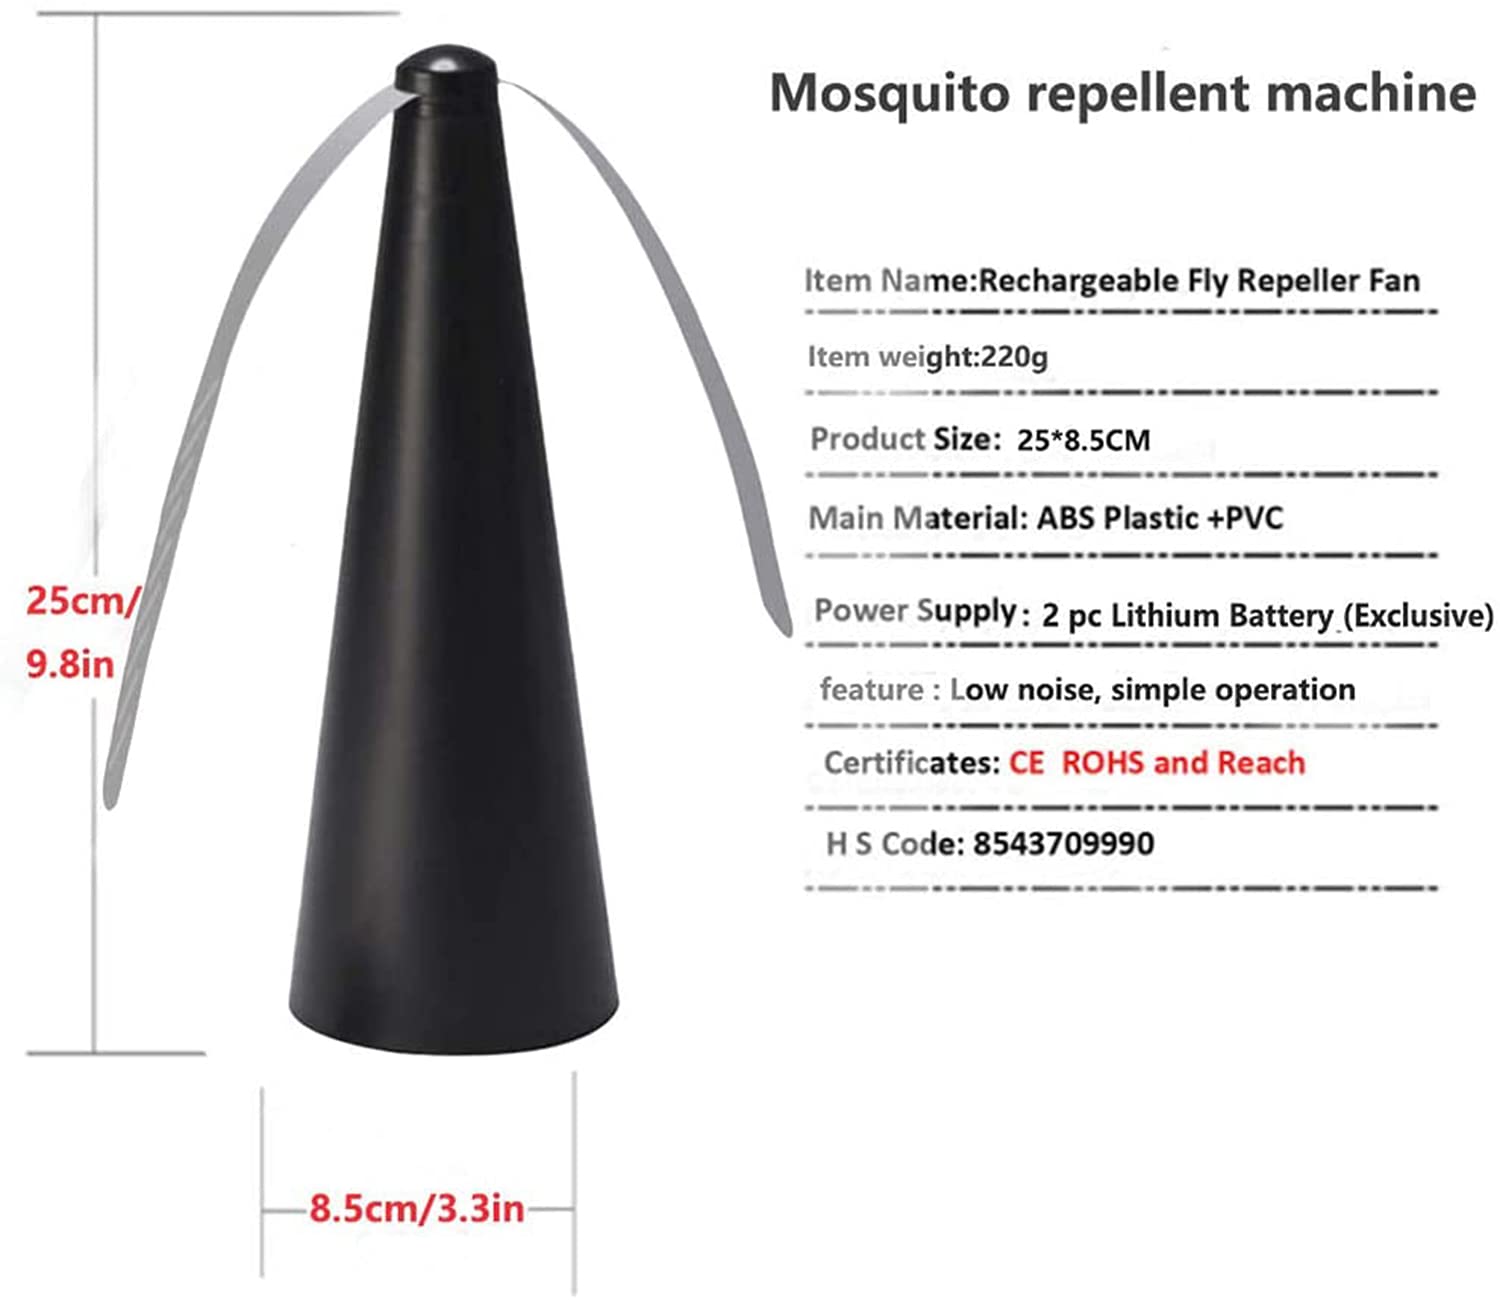 Mosquito repellent machine
Item Name:Rechargeable Fly Repeller Fan
Item weight:220g
Product Size: 25*8.5CM
Main Material: ABS Plastic +PVC
Power Supply: 2 pc Lithium Battery (Exclusive)
feature : Low noise, simple operation
Certificates: CE ROHS and Reach
H S Code: 8543709990
25cm/
9.8in
8.5cm/3.3in